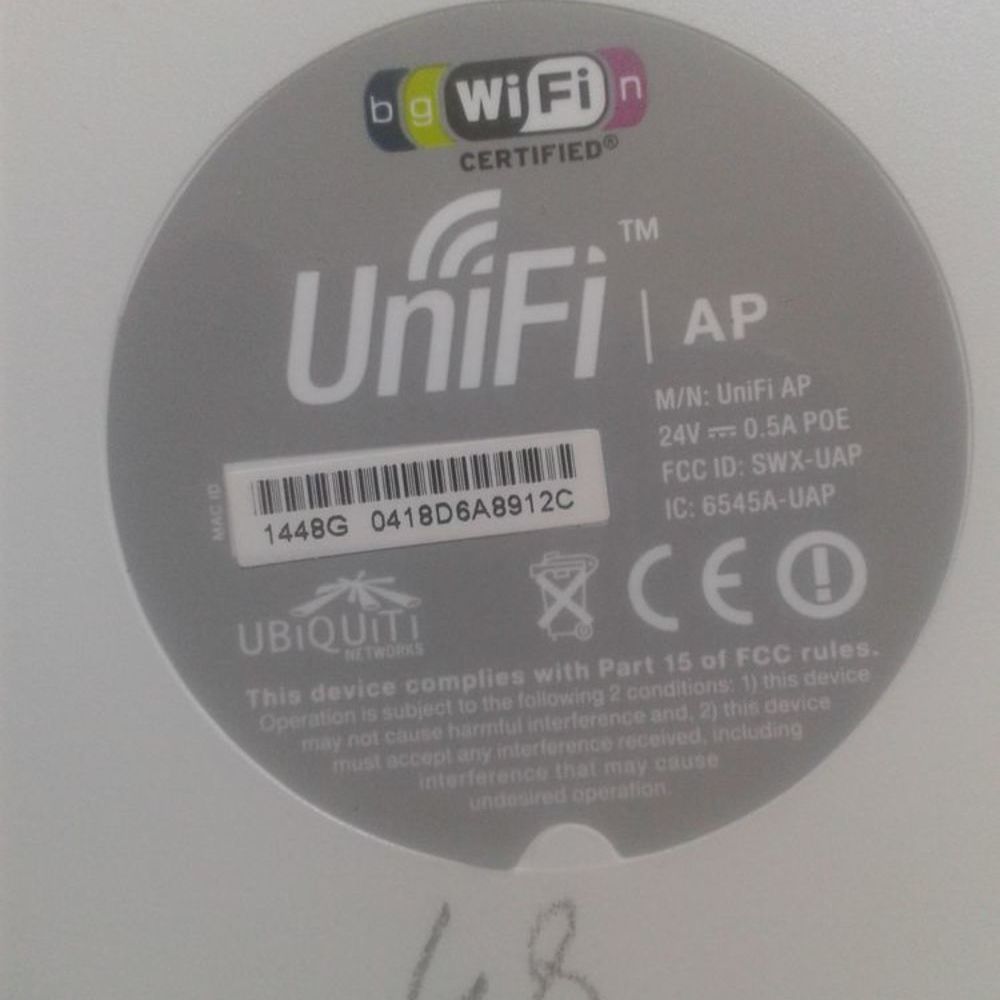 b g WiFi n
CERTIFIED®
UniFi™ | AP
M/N: UniFi AP
24V ⎓ 0.5A POE
FCC ID: SWX-UAP
IC: 6545A-UAP
MAC ID
1448G 0418D6A8912C
UBiQUiTi
NETWORKS
CE
This device complies with Part 15 of FCC rules.
Operation is subject to the following 2 conditions: 1) this device
may not cause harmful interference and, 2) this device
must accept any interference received, including
interference that may cause
undesired operation.
48